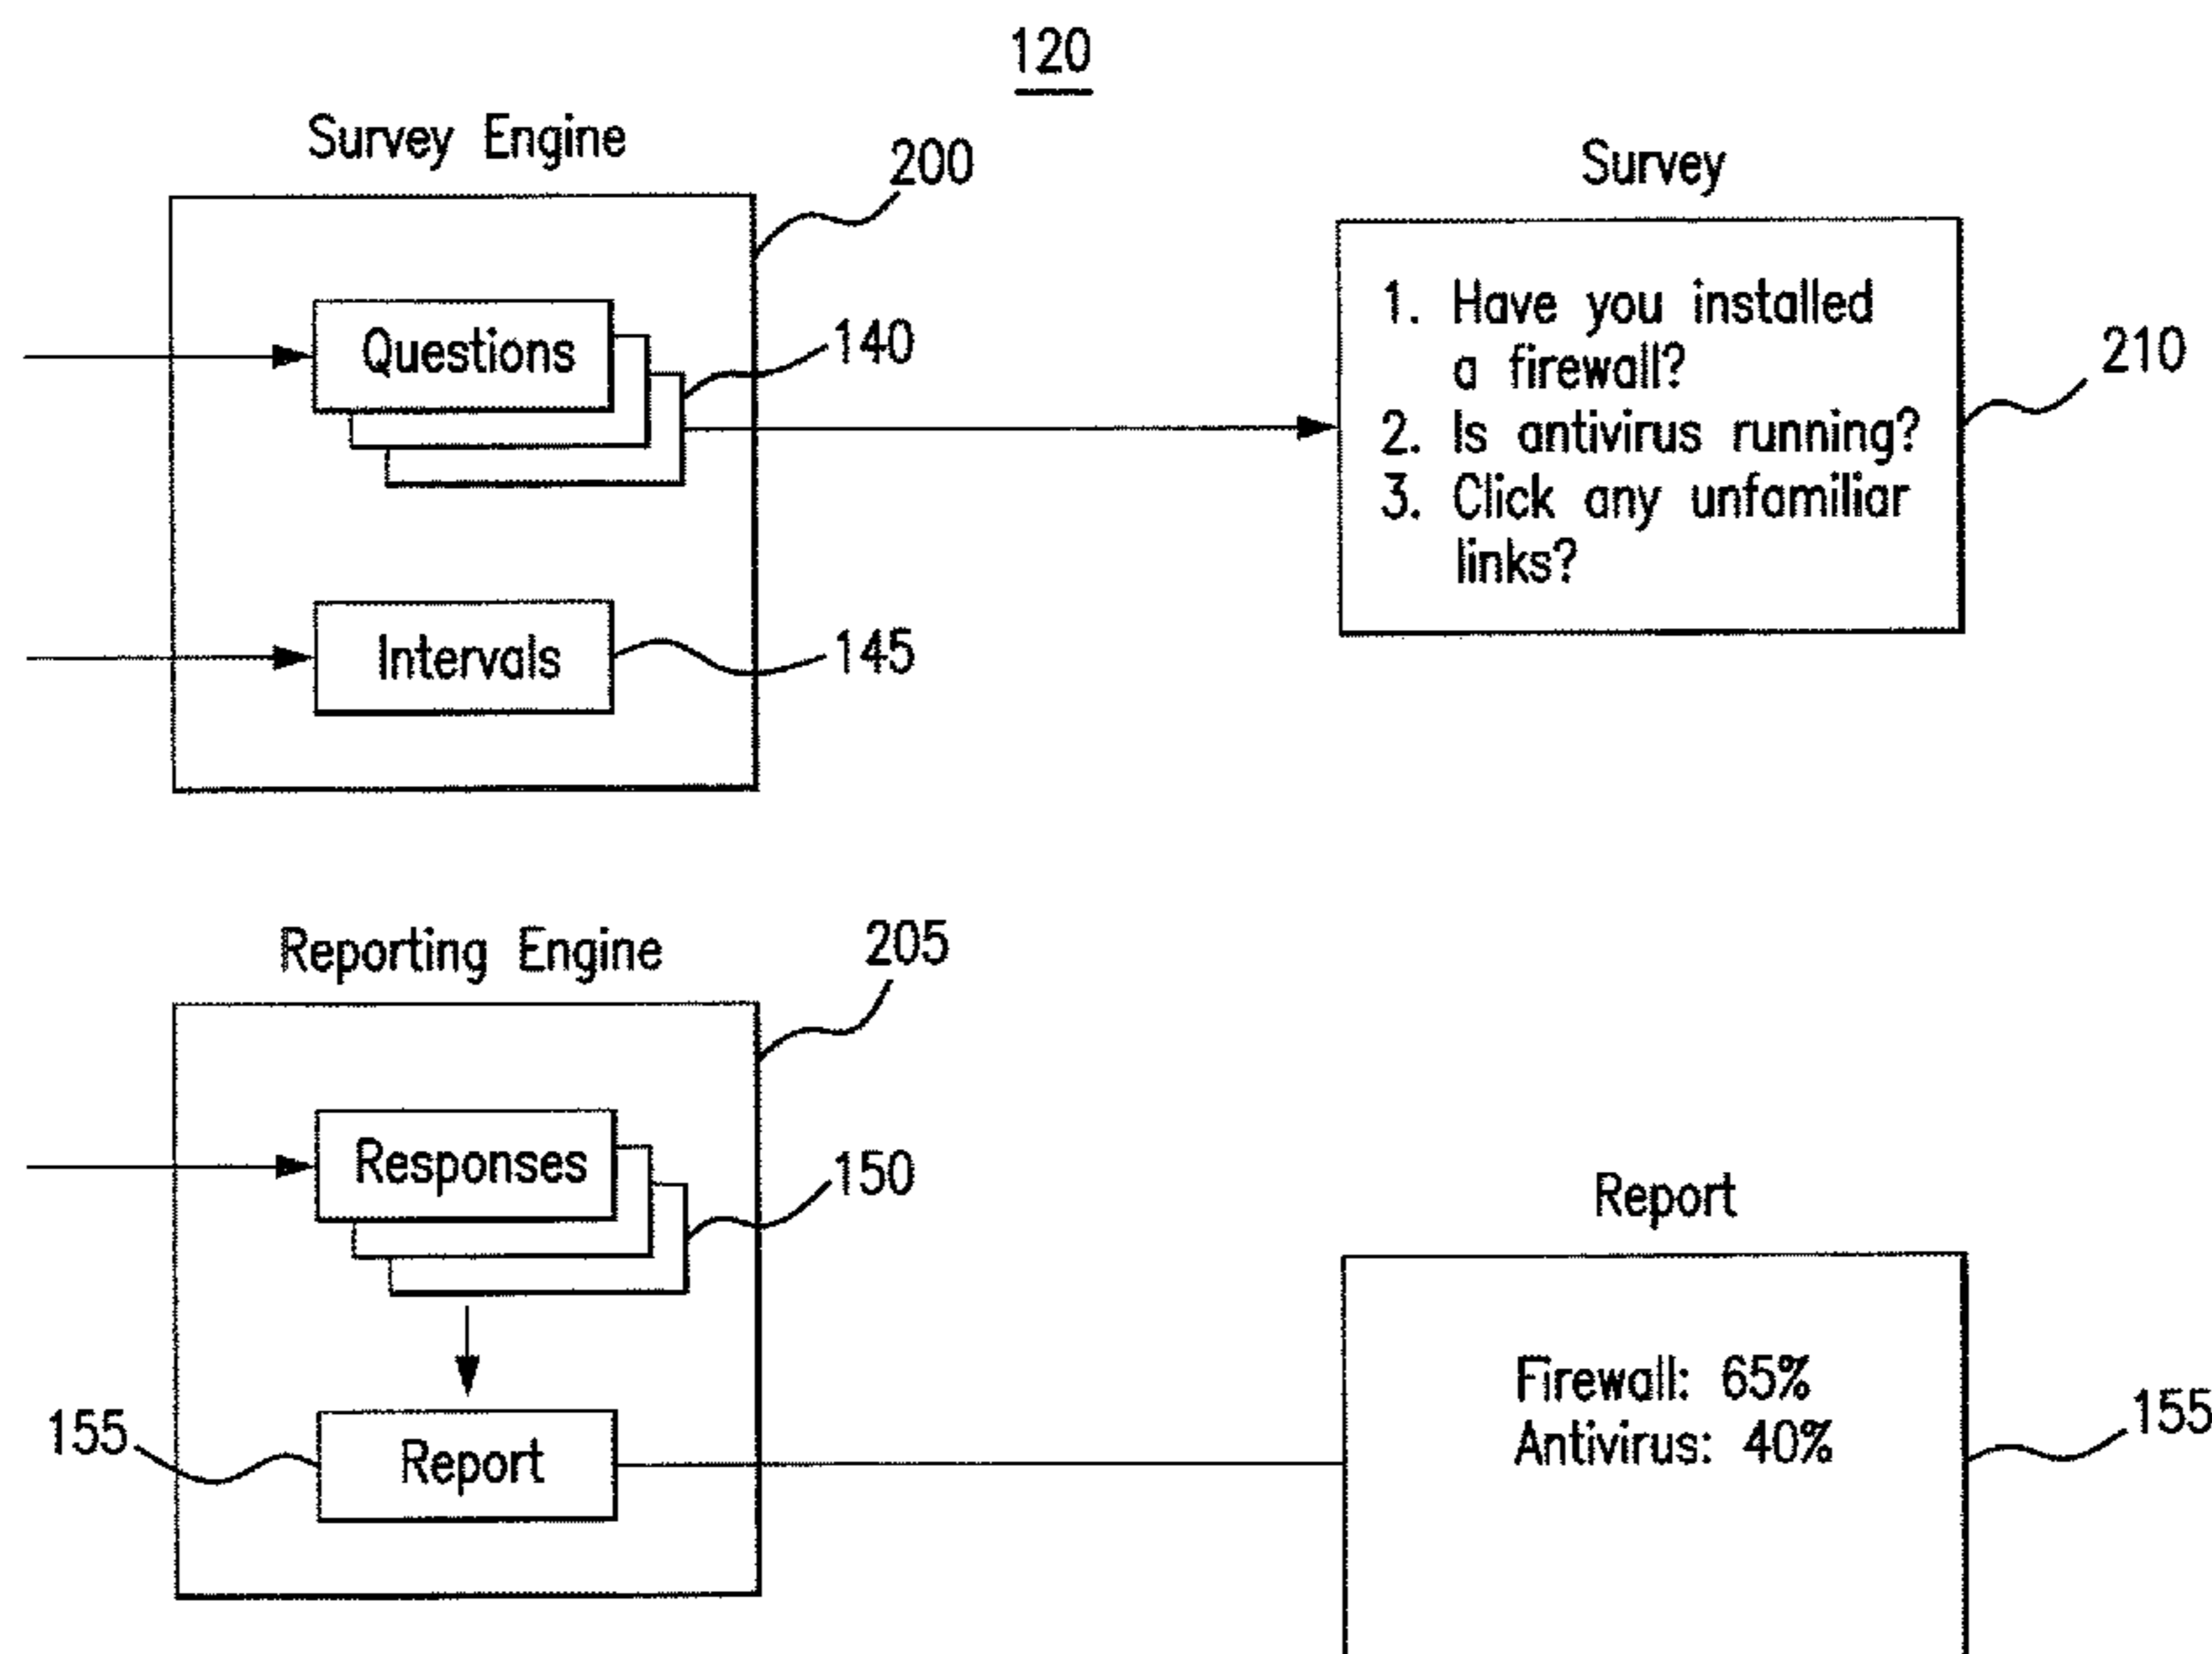 120
Survey Engine
200
Questions
140
Intervals
145
Survey
1. Have you installed
a firewall?
2. Is antivirus running?
3. Click any unfamiliar
links?
210
Reporting Engine
205
Responses
150
155
Report
Report
Firewall: 65%
Antivirus: 40%
155